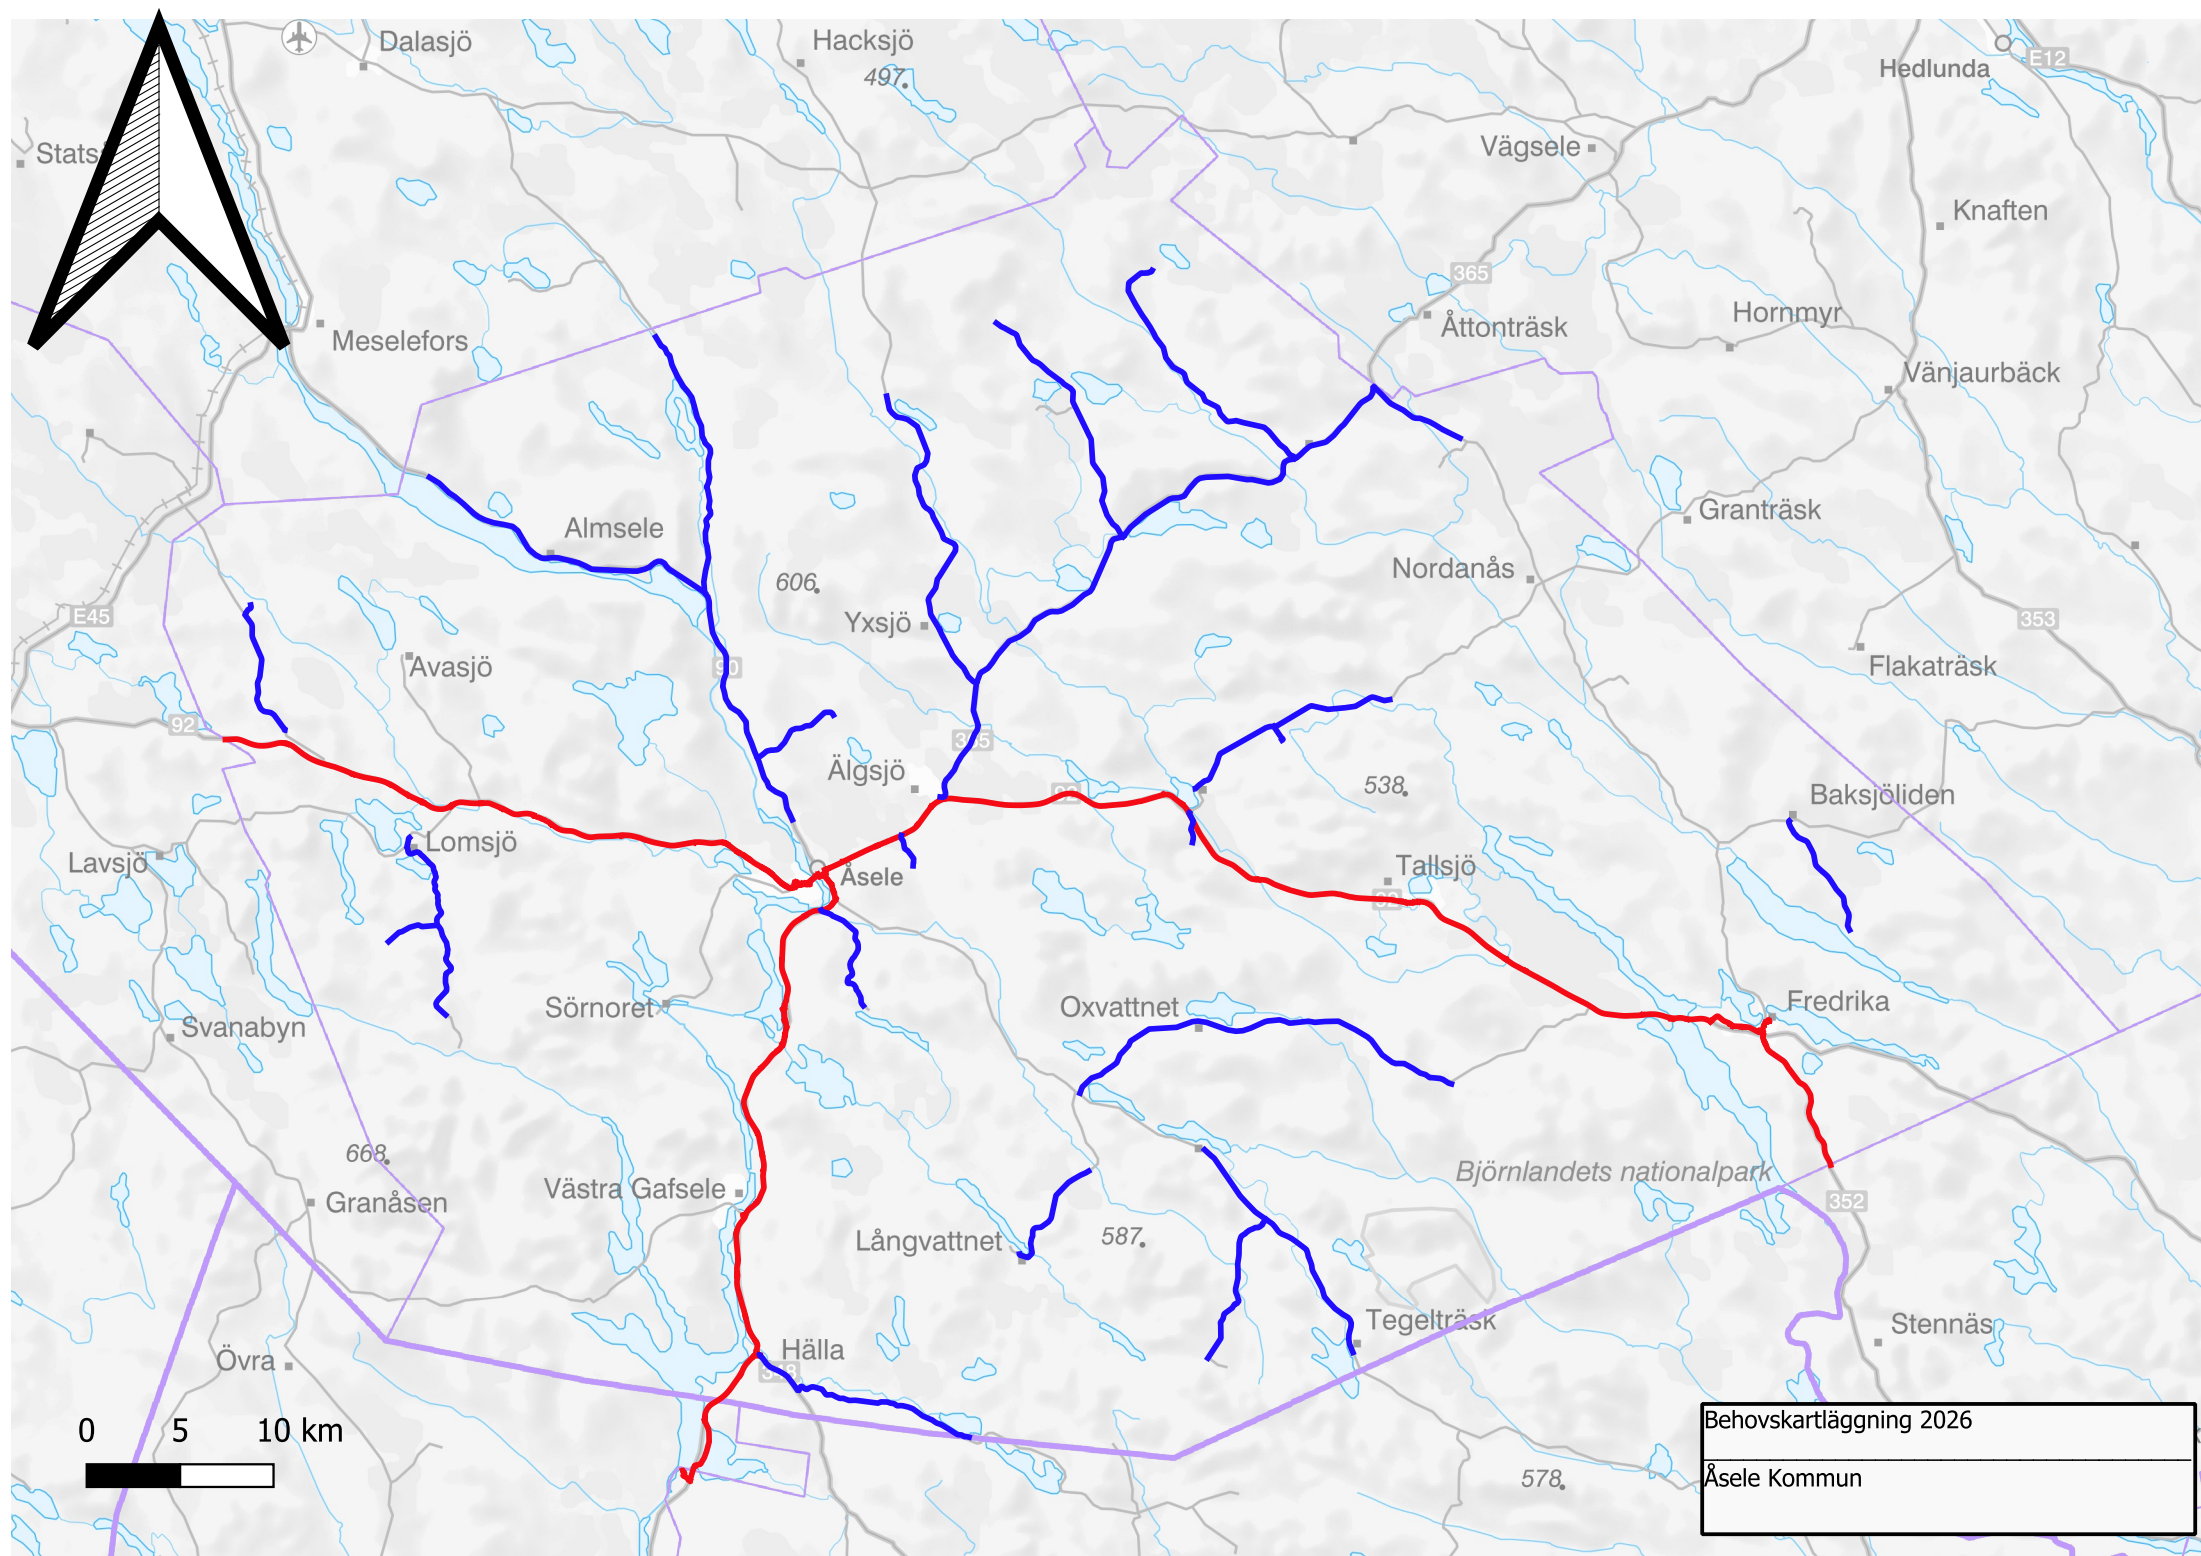 Dalasjö
Hacksjö
497
Hedlunda
E12
Vägsele
Knaften
365
Hornmyr
Åttonträsk
Meselefors
Vänjaurbäck
Granträsk
Almsele
Nordanås
606
E45
Yxsjö
353
Avasjö
90
Flakaträsk
92
Älgsjö
538
Baksjöliden
Lomsjö
Lavsjö
Tallsjö
Åsele
92
Sörnoret
Oxvattnet
Fredrika
Svanabyn
668
Björnlandets nationalpark
Västra Gafsele
352
Granåsen
Långvattnet
587
Tegelträsk
Stennäs
Hälla
Övra
0 5 10 km
578
Behovskartläggning 2026
Åsele Kommun